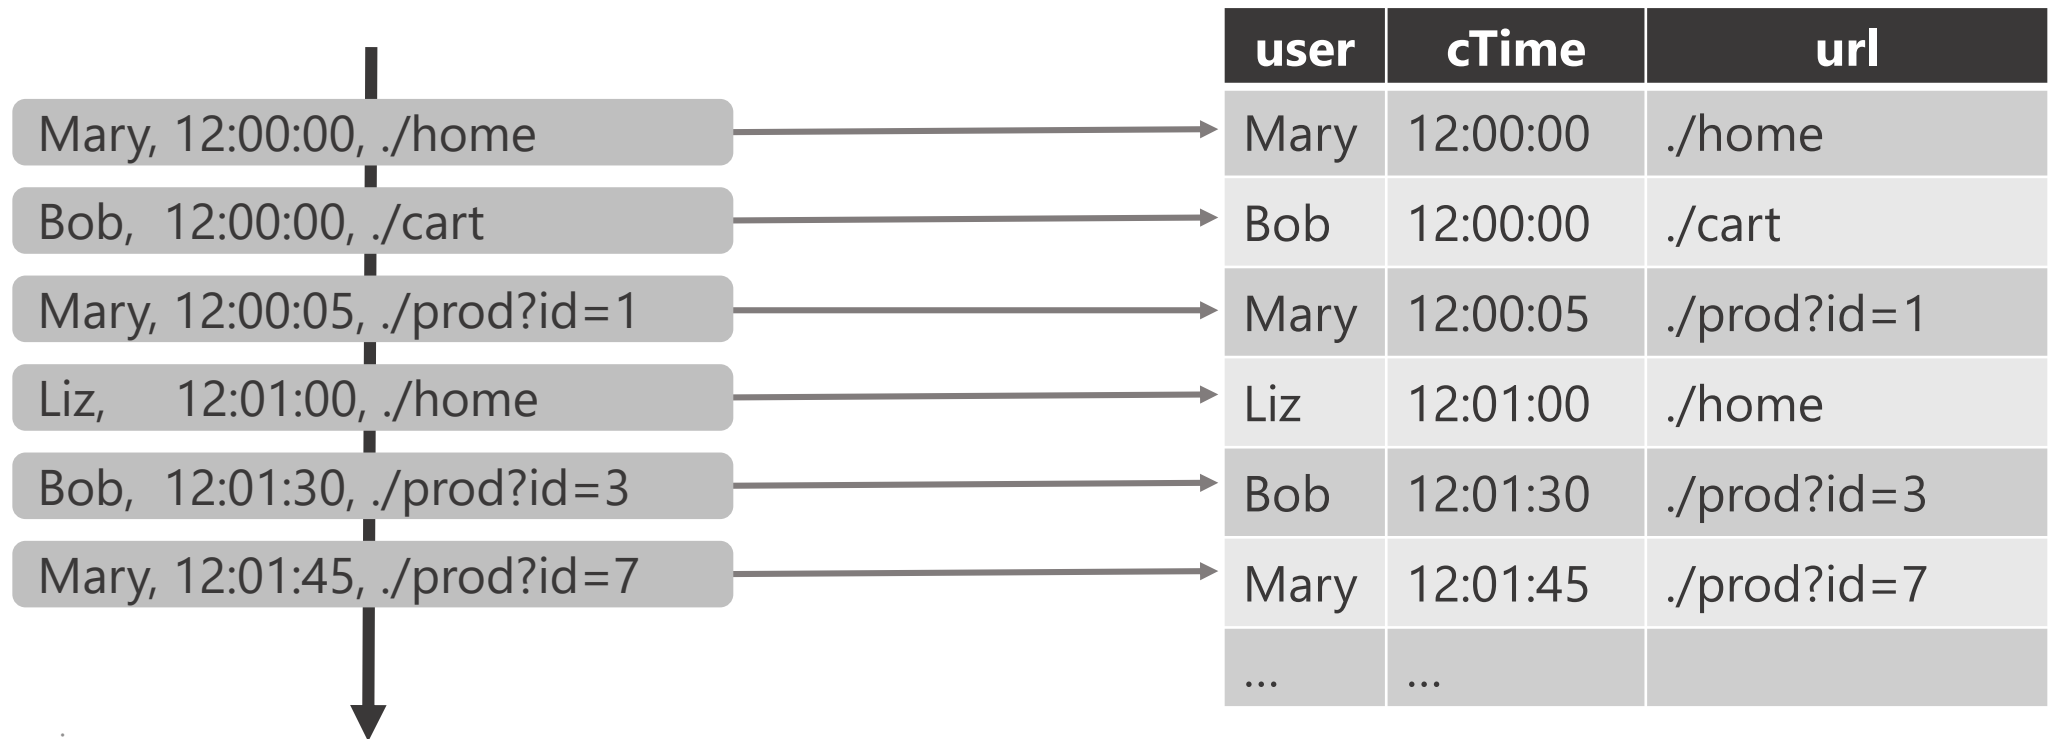 Mary, 12:00:00, ./home
Bob, 12:00:00, ./cart
Mary, 12:00:05, ./prod?id=1
Liz, 12:01:00, ./home
Bob, 12:01:30, ./prod?id=3
Mary, 12:01:45, ./prod?id=7
user cTime url
Mary 12:00:00 ./home
Bob 12:00:00 ./cart
Mary 12:00:05 ./prod?id=1
Liz 12:01:00 ./home
Bob 12:01:30 ./prod?id=3
Mary 12:01:45 ./prod?id=7
... ...